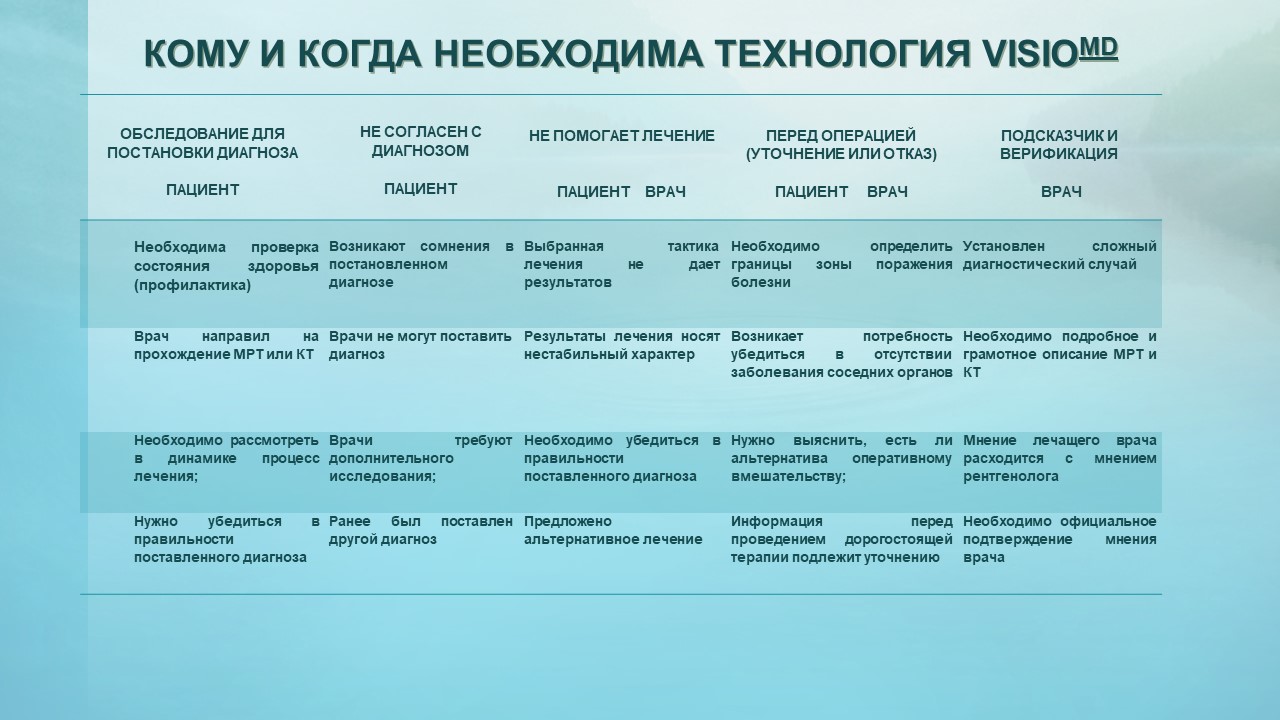 КОМУ И КОГДА НЕОБХОДИМА ТЕХНОЛОГИЯ VISIOMD
ОБСЛЕДОВАНИЕ ДЛЯ
ПОСТАНОВКИ ДИАГНОЗА
ПАЦИЕНТ
НЕ СОГЛАСЕН С
ДИАГНОЗОМ
ПАЦИЕНТ
НЕ ПОМОГАЕТ ЛЕЧЕНИЕ
ПАЦИЕНТ ВРАЧ
ПЕРЕД ОПЕРАЦИЕЙ
(УТОЧНЕНИЕ ИЛИ ОТКАЗ)
ПАЦИЕНТ ВРАЧ
ПОДСКАЗЧИК И
ВЕРИФИКАЦИЯ
ВРАЧ
Необходима проверка
состояния здоровья
(профилактика)
Возникают сомнения в
постановленном
диагнозе
Выбранная тактика
лечения не дает
результатов
Необходимо определить
границы зоны поражения
болезни
Установлен сложный
диагностический случай
Врач направил на
прохождение МРТ или КТ
Врачи не могут поставить
диагноз
Результаты лечения носят
нестабильный характер
Возникает потребность
убедиться в отсутствии
заболевания соседних органов
Необходимо подробное и
грамотное описание МРТ и
КТ
Необходимо рассмотреть
в динамике процесс
лечения;
Врачи требуют
дополнительного
исследования;
Необходимо убедиться в
правильности
поставленного диагноза
Нужно выяснить, есть ли
альтернатива оперативному
вмешательству;
Мнение лечащего врача
расходится с мнением
рентгенолога
Нужно убедиться в
правильности
поставленного диагноза
Ранее был поставлен
другой диагноз
Предложено
альтернативное лечение
Информация перед
проведением дорогостоящей
терапии подлежит уточнению
Необходимо официальное
подтверждение мнения
врача